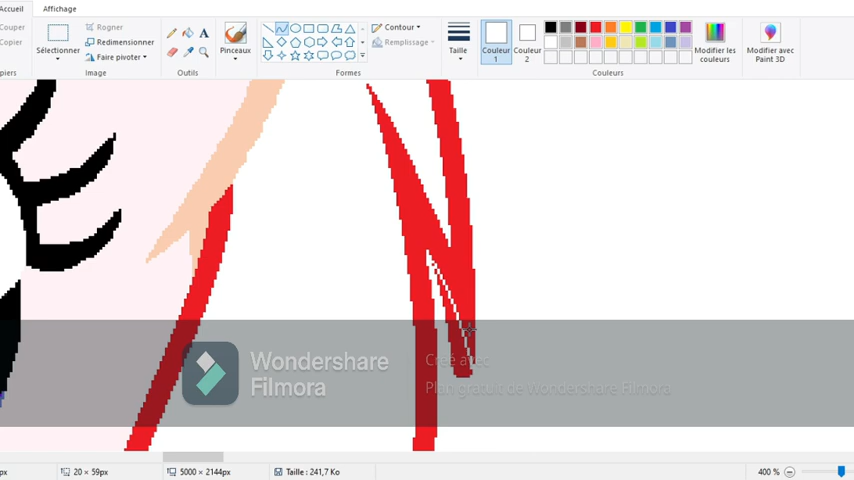 Accueil
Affichage
Couper
Copier
Sélectionner
Rogner
Redimensionner
Faire pivoter
Pinceaux
Contour
Remplissage
Taille
Couleur
1
Couleur
2
Modifier les
couleurs
Modifier avec
Paint 3D
piers
Image
Outils
Formes
Couleurs
Wondershare
Filmora
Créé avec
Plan gratuit de Wondershare Filmora
px
20 × 59px
5000 × 2144px
Taille : 241,7 Ko
400 %